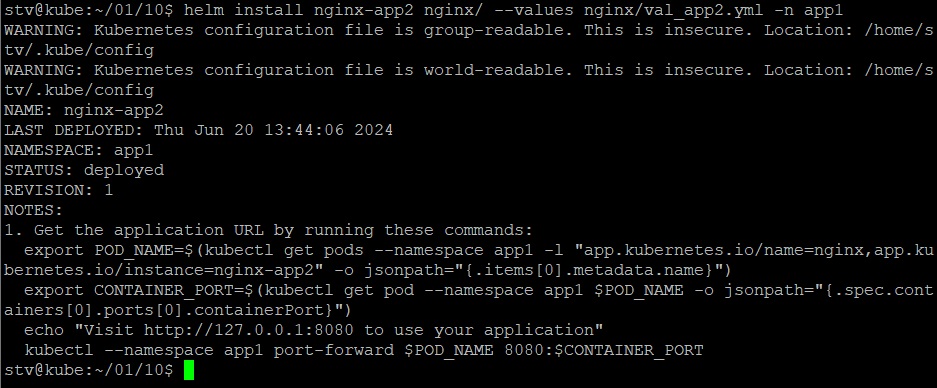 stv@kube:~/01/10$ helm install nginx-app2 nginx/ --values nginx/val_app2.yml -n app1
WARNING: Kubernetes configuration file is group-readable. This is insecure. Location: /home/s
tv/.kube/config
WARNING: Kubernetes configuration file is world-readable. This is insecure. Location: /home/s
tv/.kube/config
NAME: nginx-app2
LAST DEPLOYED: Thu Jun 20 13:44:06 2024
NAMESPACE: app1
STATUS: deployed
REVISION: 1
NOTES:
1. Get the application URL by running these commands:
  export POD_NAME=$(kubectl get pods --namespace app1 -l "app.kubernetes.io/name=nginx,app.ku
bernetes.io/instance=nginx-app2" -o jsonpath="{.items[0].metadata.name}")
  export CONTAINER_PORT=$(kubectl get pod --namespace app1 $POD_NAME -o jsonpath="{.spec.cont
ainers[0].ports[0].containerPort}")
  echo "Visit http://127.0.0.1:8080 to use your application"
  kubectl --namespace app1 port-forward $POD_NAME 8080:$CONTAINER_PORT
stv@kube:~/01/10$